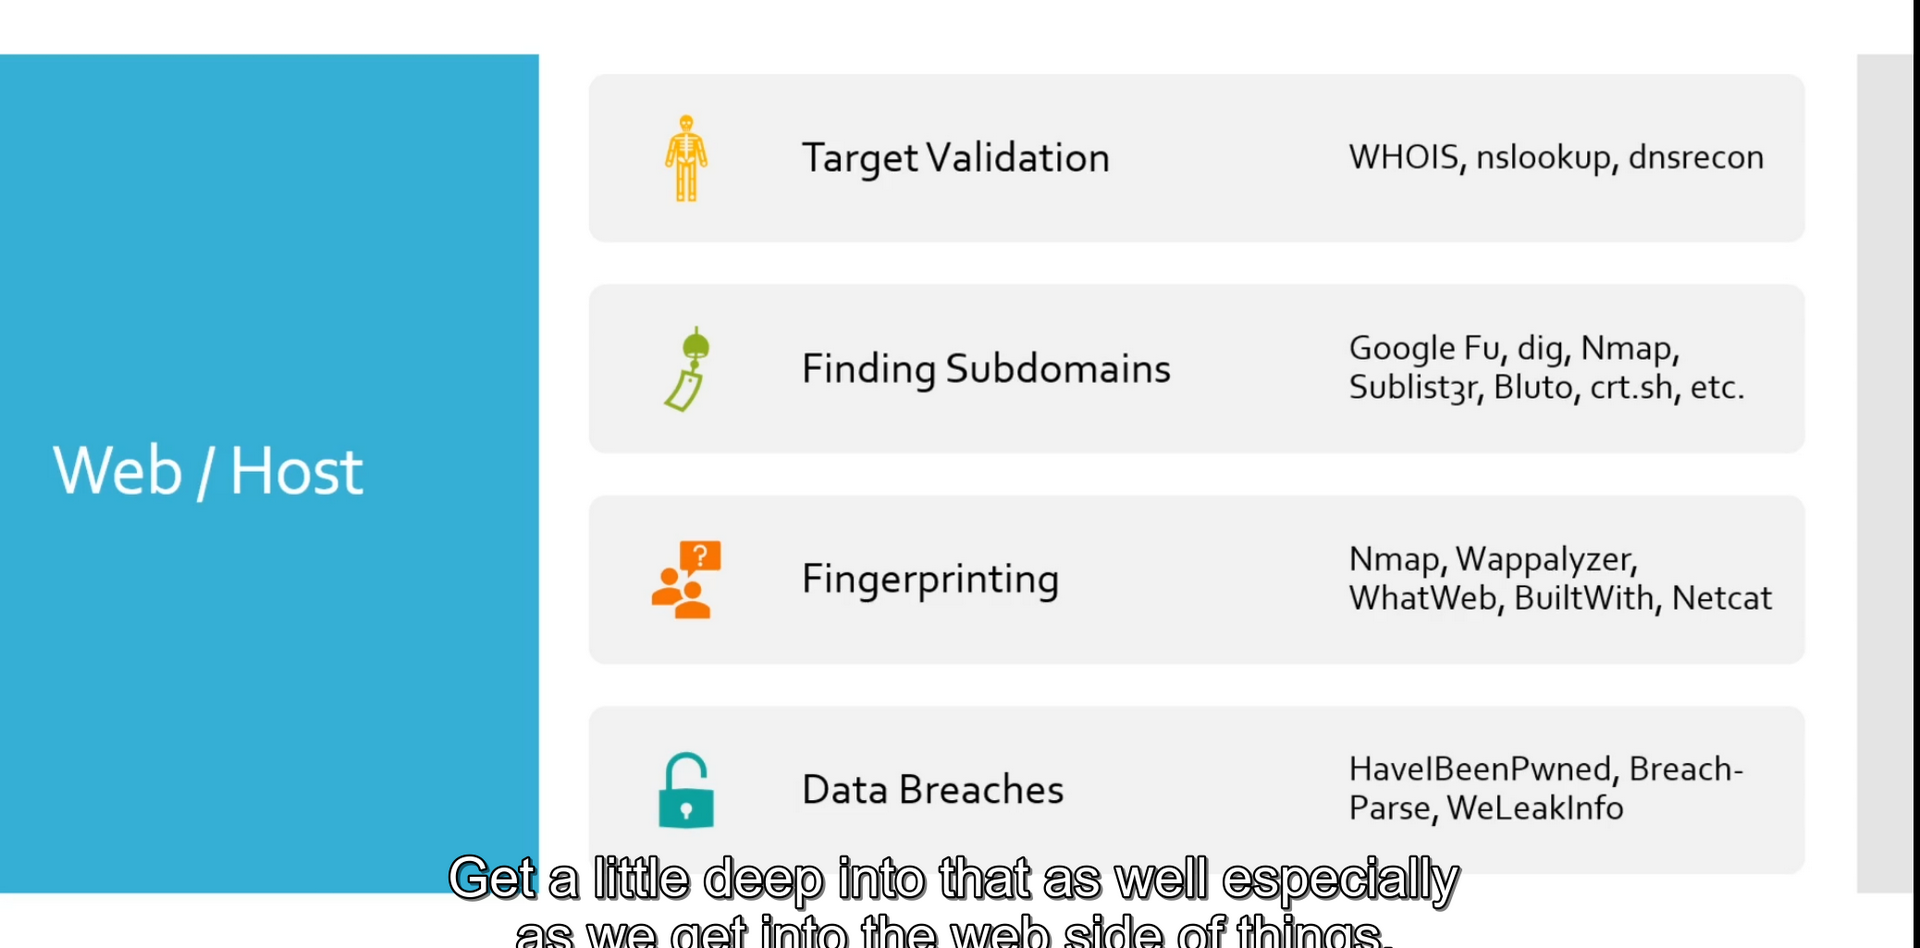 Web / Host
Target Validation
WHOIS, nslookup, dnsrecon
Finding Subdomains
Google Fu, dig, Nmap,
Sublist3r, Bluto, crt.sh, etc.
?
Fingerprinting
Nmap, Wappalyzer,
WhatWeb, BuiltWith, Netcat
Data Breaches
HaveIBeenPwned, Breach-
Parse, WeLeakInfo
Get a little deep into that as well especially
as we get into the web side of things.